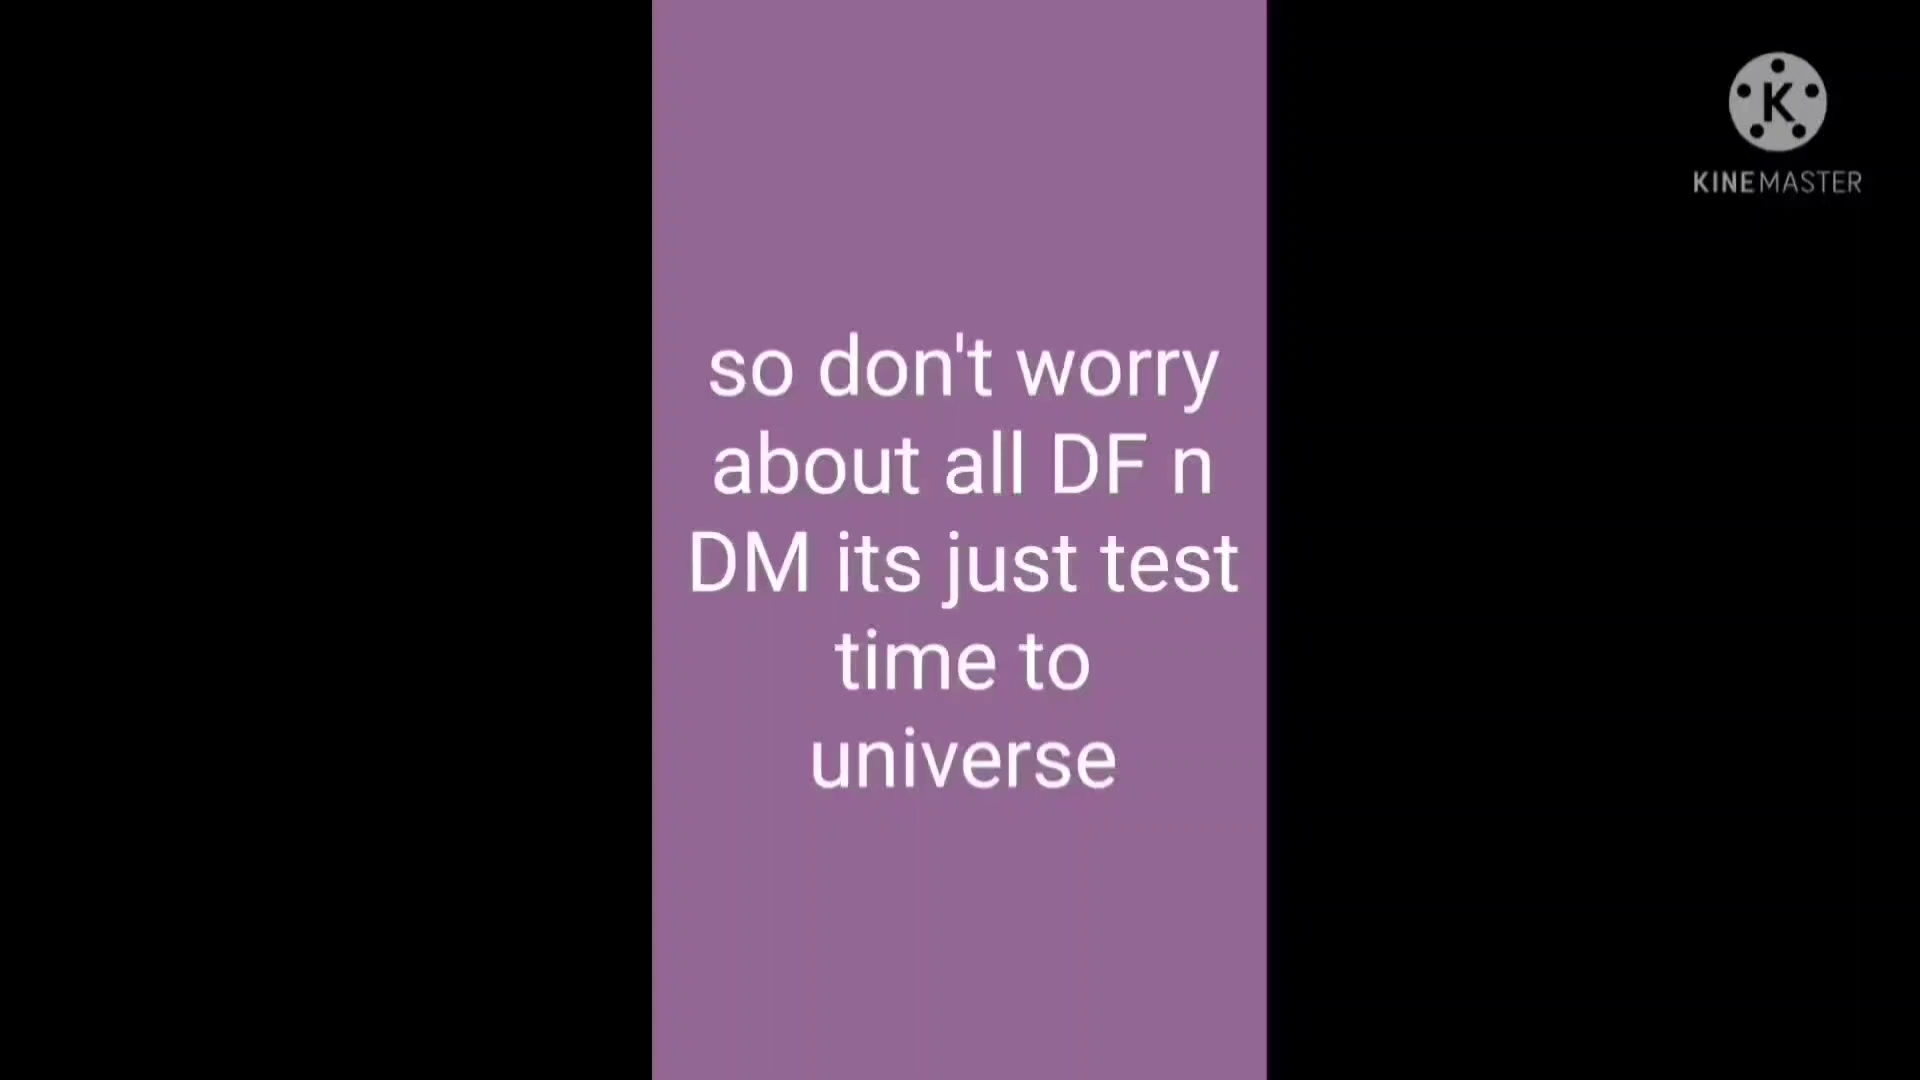 K
KINEMASTER
so don't worry
about all DF n
DM its just test
time to
universe